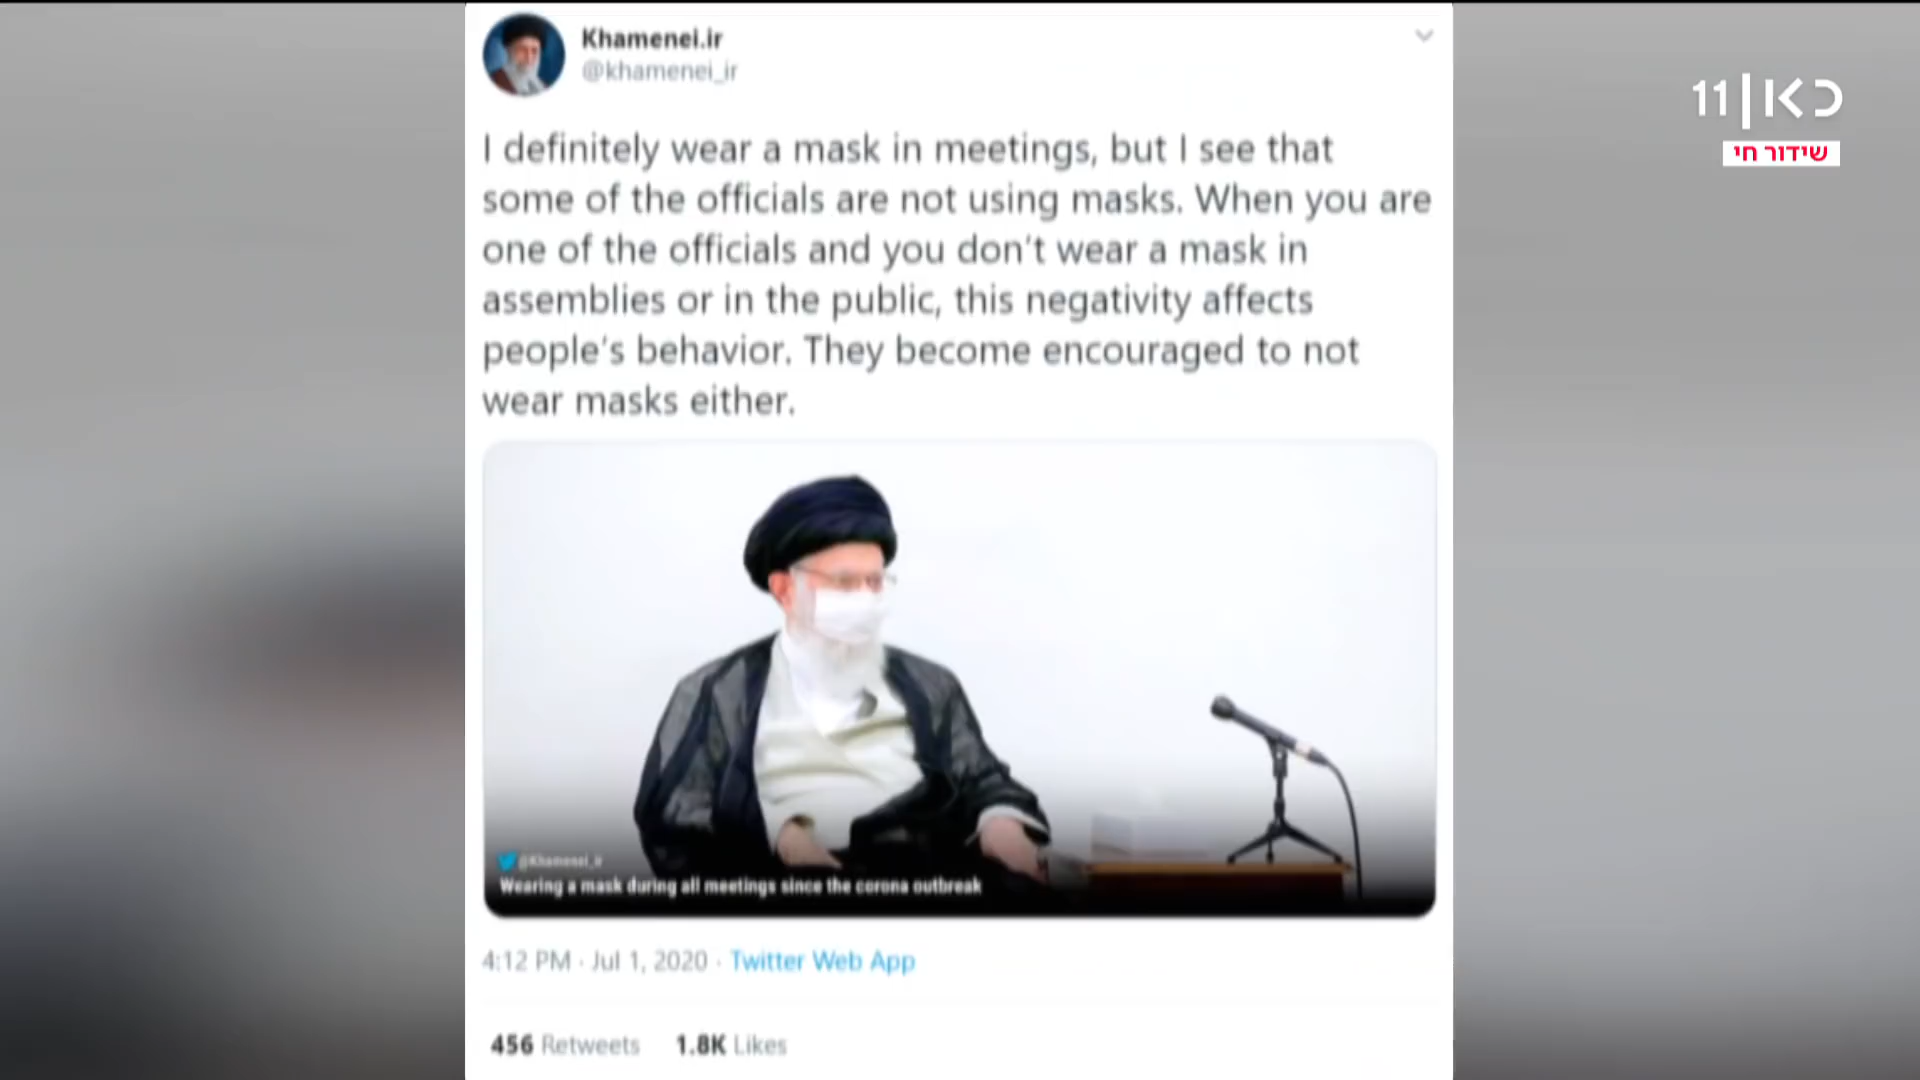 Khamenei.ir
@khamenei_ir
כאן|11
שידור חי
I definitely wear a mask in meetings, but I see that
some of the officials are not using masks. When you are
one of the officials and you don't wear a mask in
assemblies or in the public, this negativity affects
people's behavior. They become encouraged to not
wear masks either.
@Khamenei_ir
Wearing a mask during all meetings since the corona outbreak
4:12 PM · Jul 1, 2020 · Twitter Web App
456 Retweets 1.8K Likes